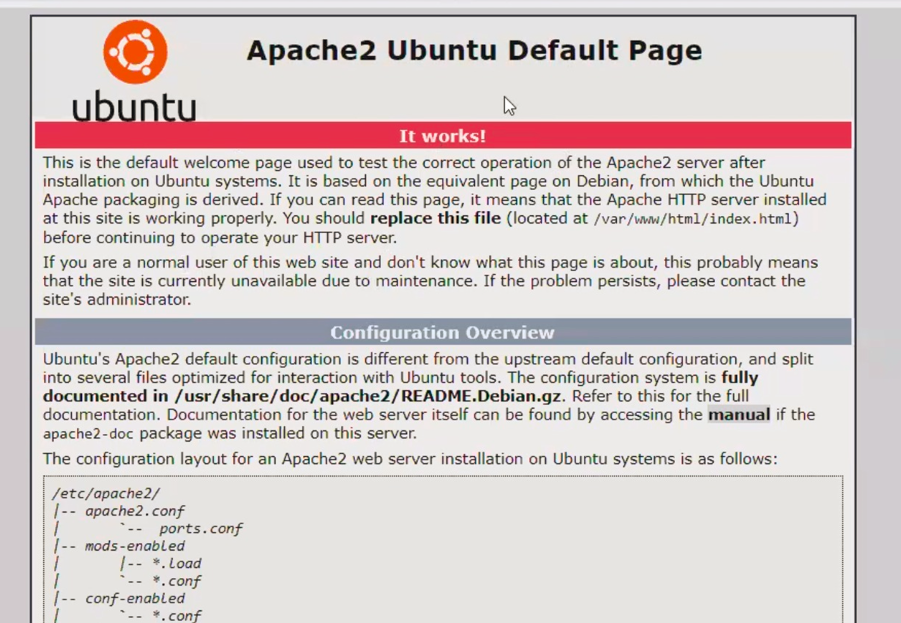 Apache2 Ubuntu Default Page
ubuntu
It works!
This is the default welcome page used to test the correct operation of the Apache2 server after
installation on Ubuntu systems. It is based on the equivalent page on Debian, from which the Ubuntu
Apache packaging is derived. If you can read this page, it means that the Apache HTTP server installed
at this site is working properly. You should replace this file (located at /var/www/html/index.html)
before continuing to operate your HTTP server.
If you are a normal user of this web site and don't know what this page is about, this probably means
that the site is currently unavailable due to maintenance. If the problem persists, please contact the
site's administrator.
Configuration Overview
Ubuntu's Apache2 default configuration is different from the upstream default configuration, and split
into several files optimized for interaction with Ubuntu tools. The configuration system is fully
documented in /usr/share/doc/apache2/README.Debian.gz. Refer to this for the full
documentation. Documentation for the web server itself can be found by accessing the manual if the
apache2-doc package was installed on this server.
The configuration layout for an Apache2 web server installation on Ubuntu systems is as follows:
/etc/apache2/
|-- apache2.conf
|       `--  ports.conf
|-- mods-enabled
|       |-- *.load
|       `-- *.conf
|-- conf-enabled
|       `-- *.conf